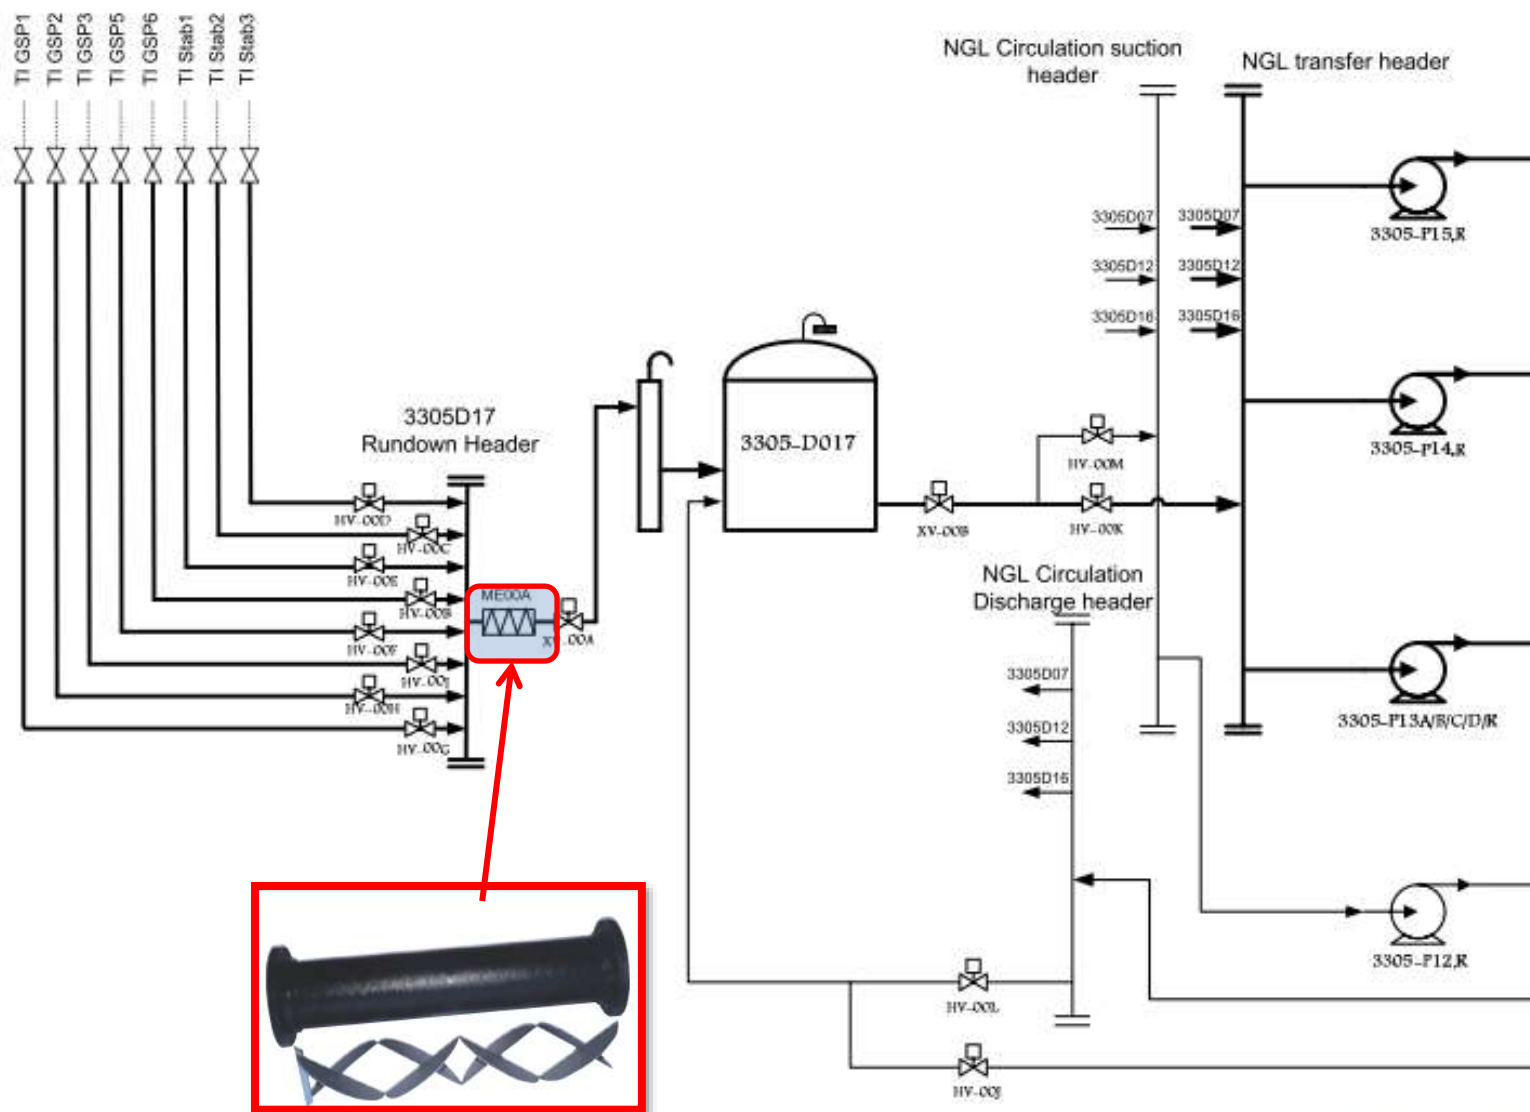 TI GSP1
TI GSP2
TI GSP3
TI GSP5
TI GSP6
TI Stab1
TI Stab2
TI Stab3
NGL Circulation suction
header
NGL transfer header
3305D07
3305D07
3305D12
3305D12
3305D16
3305D16
3305-P15,R
3305-P14,R
3305-P13A/B/C/D/R
3305-P12,R
3305D17
Rundown Header
HV-00D
HV-00C
HV-00E
HV-00B
HV-00F
HV-00I
HV-00H
HV-00G
ME00A
XV-00A
3305-D017
XV-00B
HV-00M
HV-00K
NGL Circulation
Discharge header
3305D07
3305D12
3305D16
HV-00L
HV-00J